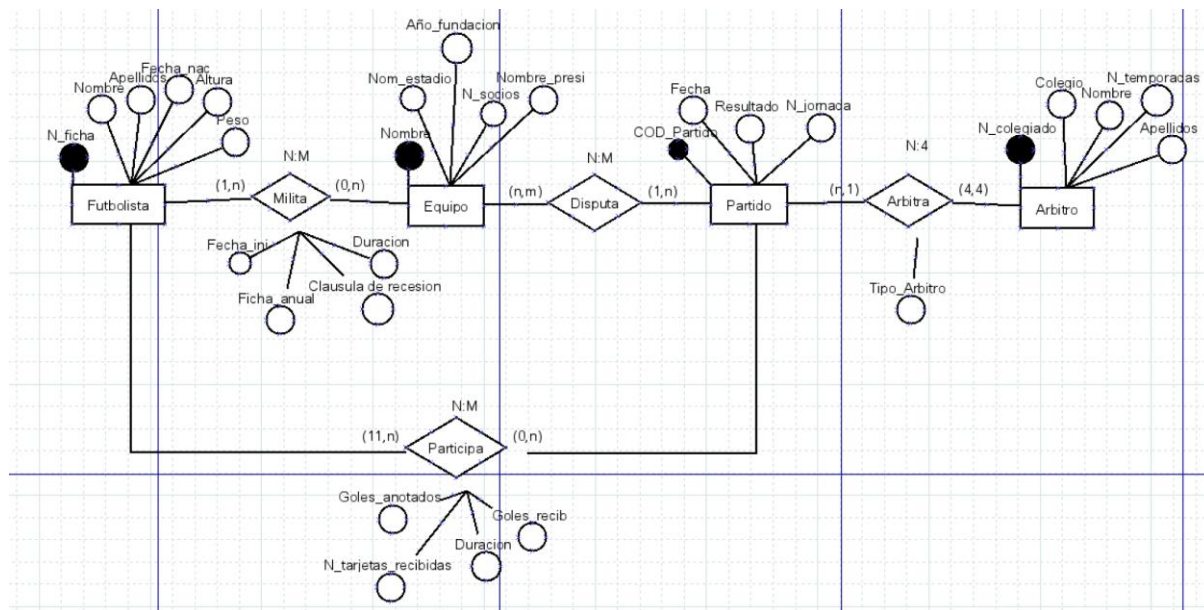 Año_fundacion
Fecha_nac
Apellidos
Altura
Nombre
Peso
N_ficha
Nom_estadio
Nombre_presi
N_socios
Nombre
Fecha
Resultado
N_jornada
COD_Partido
N_temporadas
Colegio
Nombre
Apellidos
N_colegiado
N:M
N:M
N:4
Futbolista
(1,n)
Milita
(0,n)
Equipo
(n,m)
Disputa
(1,n)
Partido
(n,1)
Arbitra
(4,4)
Arbitro
Fecha_ini
Duracion
Clausula de recesion
Ficha_anual
Tipo_Arbitro
N:M
(11,n)
Participa
(0,n)
Goles_anotados
Goles_recib
Duracion
N_tarjetas_recibidas